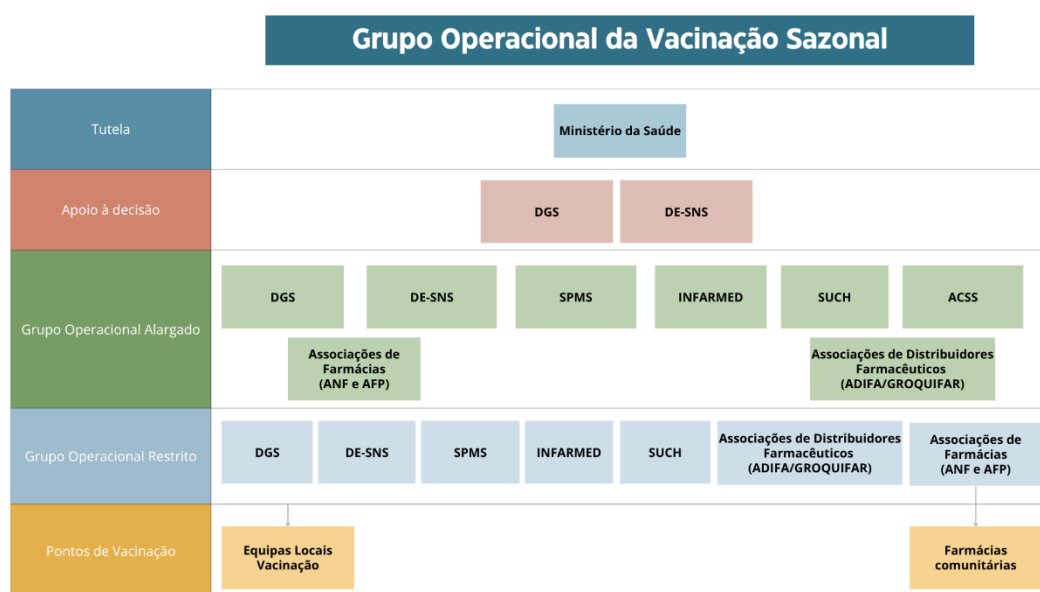 Grupo Operacional da Vacinação Sazonal
Tutela
Ministério da Saúde
Apoio à decisão
DGS
DE-SNS
Grupo Operacional Alargado
DGS
DE-SNS
SPMS
INFARMED
SUCH
ACSS
Associações de
Farmácias
(ANF e AFP)
Associações de Distribuidores
Farmacêuticos
(ADIFA/GROQUIFAR)
Grupo Operacional Restrito
DGS
DE-SNS
SPMS
INFARMED
SUCH
Associações de Distribuidores
Farmacêuticos
(ADIFA/GROQUIFAR)
Associações de
Farmácias
(ANF e AFP)
Pontos de Vacinação
Equipas Locais
Vacinação
Farmácias
comunitárias